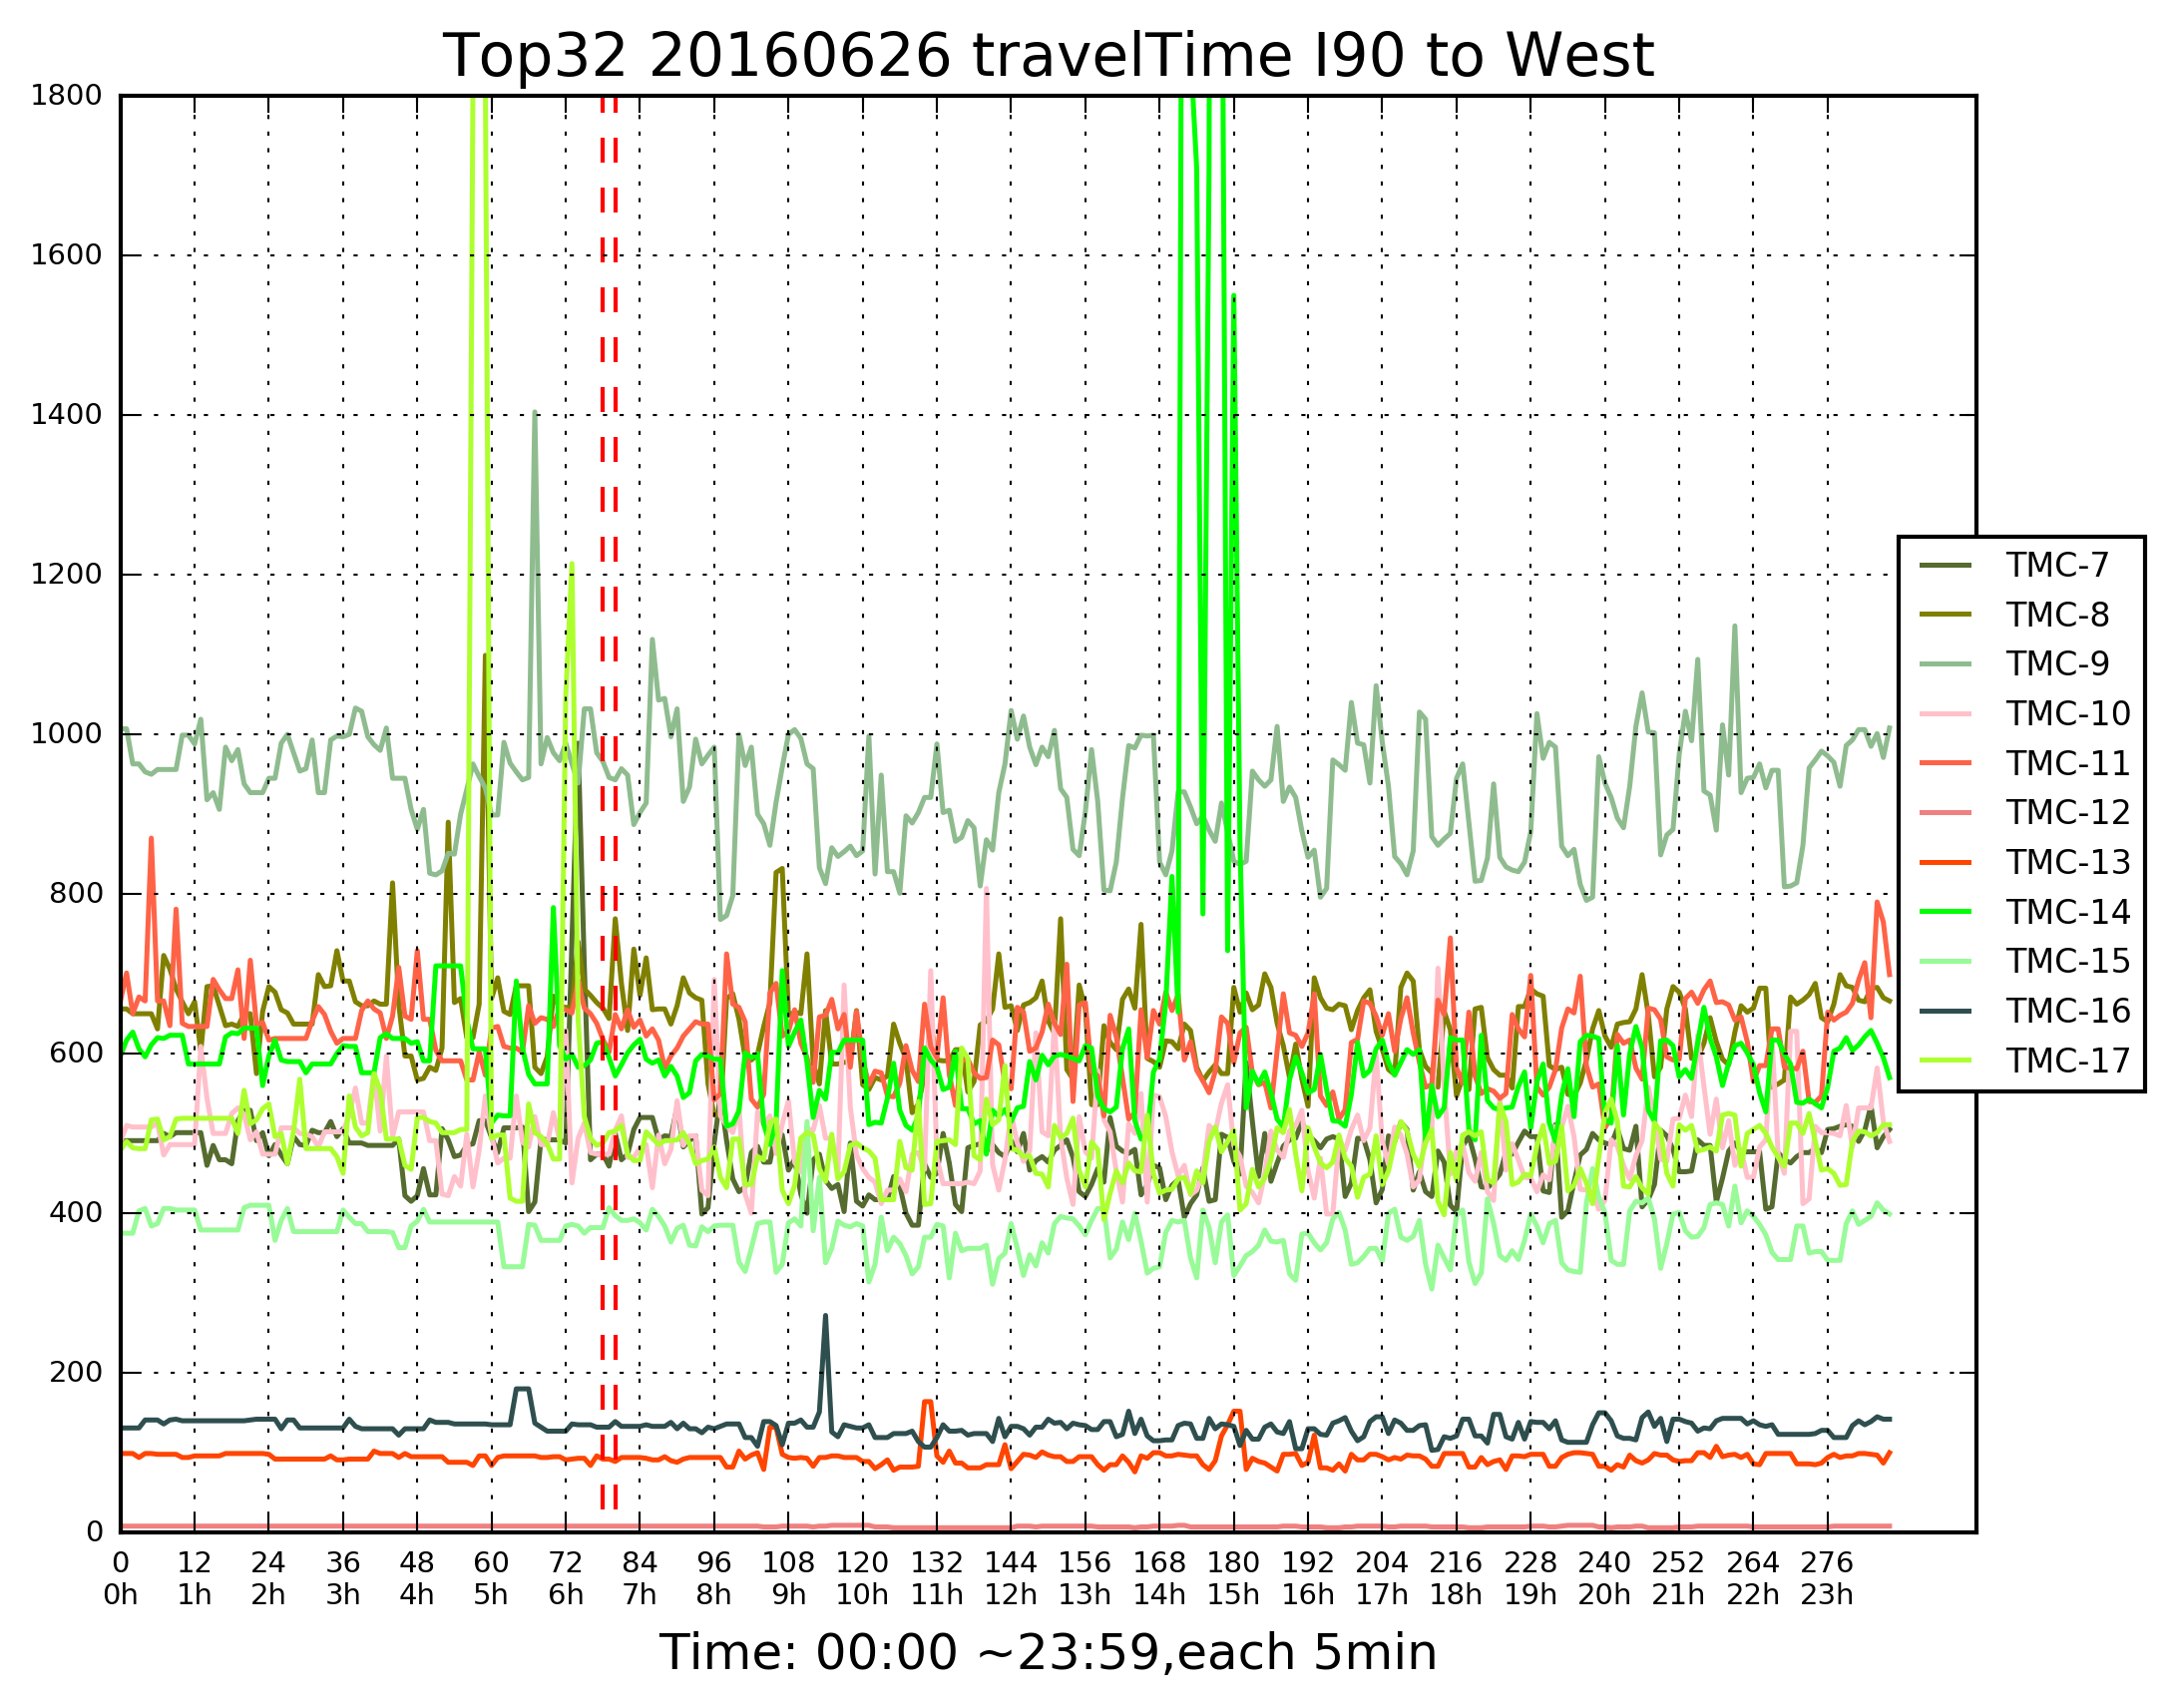 Top32 20160626 travelTime I90 to West
1800
1600
1400
1200
1000
800
600
400
200
0
TMC-7
TMC-8
TMC-9
TMC-10
TMC-11
TMC-12
TMC-13
TMC-14
TMC-15
TMC-16
TMC-17
0 12 24 36 48 60 72 84 96 108 120 132 144 156 168 180 192 204 216 228 240 252 264 276
0h 1h 2h 3h 4h 5h 6h 7h 8h 9h 10h 11h 12h 13h 14h 15h 16h 17h 18h 19h 20h 21h 22h 23h
Time: 00:00 ~23:59,each 5min